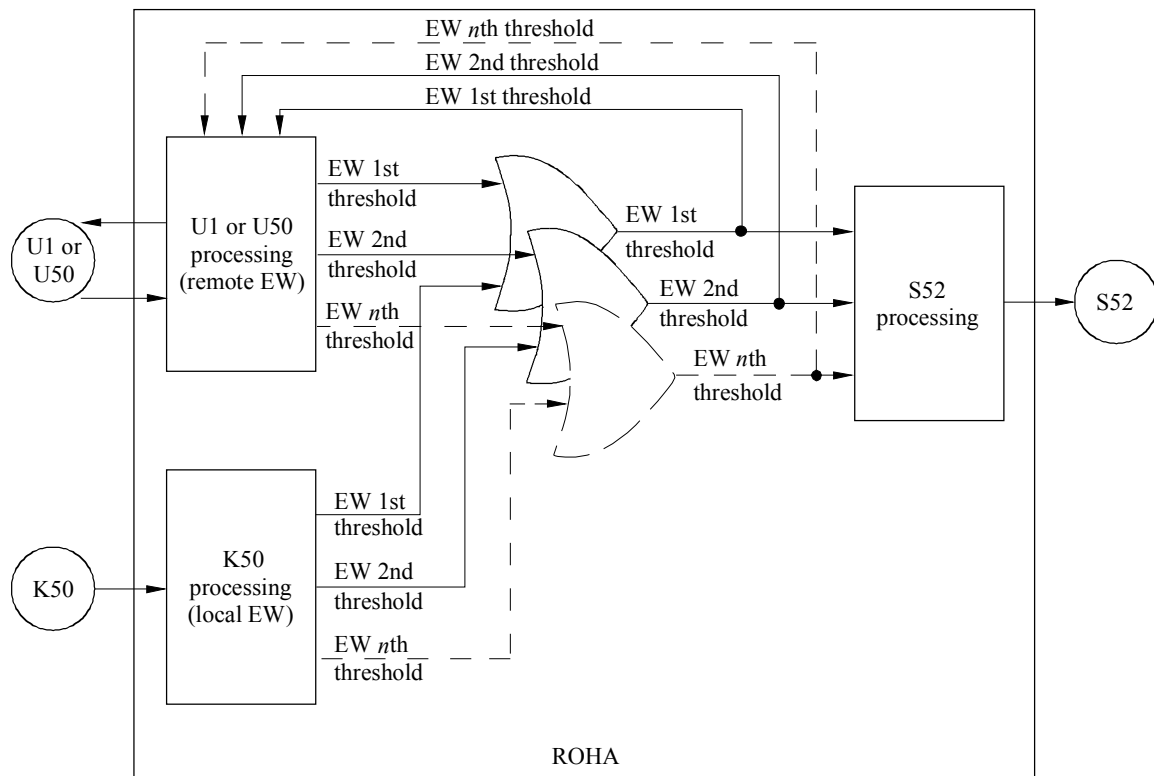 EW nth threshold
EW 2nd threshold
EW 1st threshold
U1 or
U50
U1 or U50
processing
(remote EW)
EW 1st
threshold
EW 2nd
threshold
EW nth
threshold
EW 1st
threshold
EW 2nd
threshold
EW nth
threshold
S52
processing
S52
K50
K50
processing
(local EW)
EW 1st
threshold
EW 2nd
threshold
EW nth
threshold
ROHA